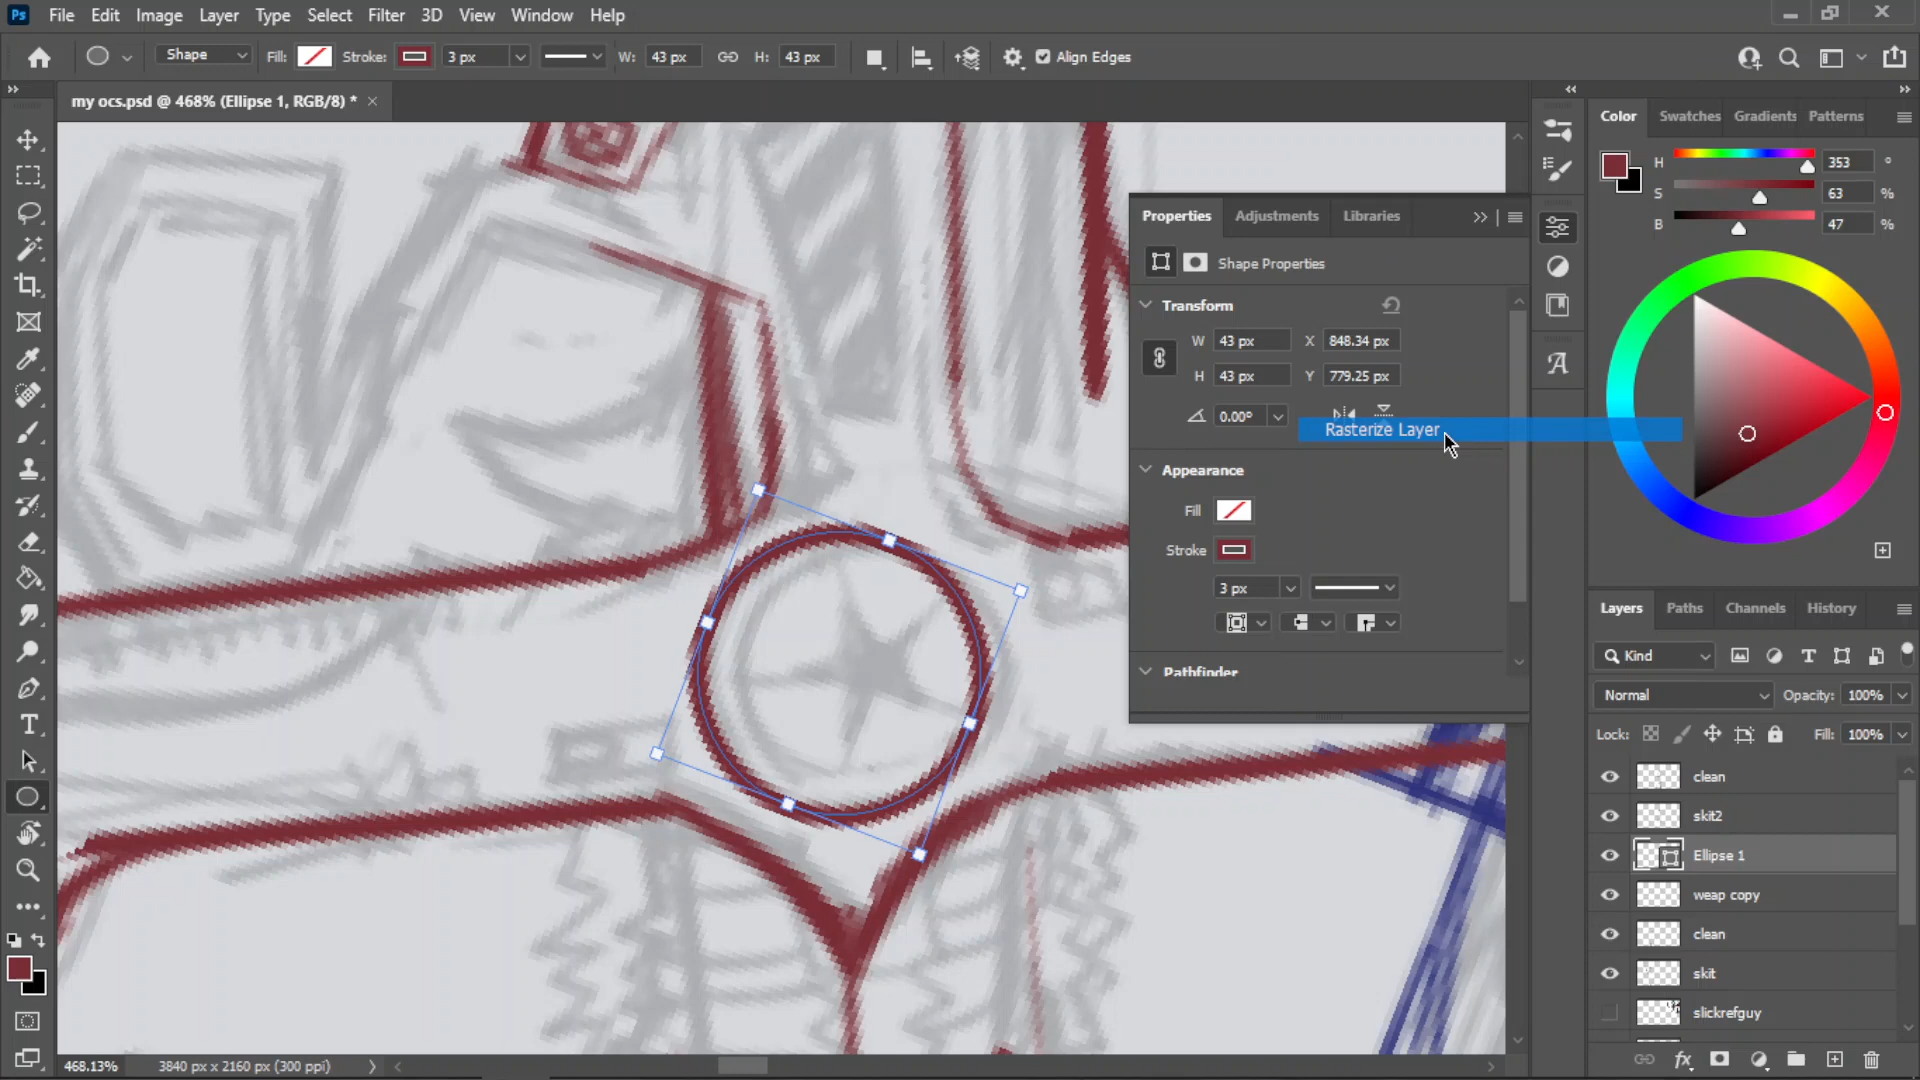 Ps File Edit Image Layer Type Select Filter 3D View Window Help
Shape Fill: Stroke: 3 px W: 43 px H: 43 px Align Edges
my ocs.psd @ 468% (Ellipse 1, RGB/8) *
Color Swatches Gradients Patterns
H 353 °
S 63 %
B 47 %
Properties Adjustments Libraries
Shape Properties
Transform
W 43 px X 848.34 px
H 43 px Y 779.25 px
0.00°
Rasterize Layer
Appearance
Fill
Stroke
3 px
Pathfinder
Layers Paths Channels History
Kind
Normal Opacity: 100%
Lock: Fill: 100%
clean
skit2
Ellipse 1
weap copy
clean
skit
slickrefguy
468.13% 3840 px x 2160 px (300 ppi)